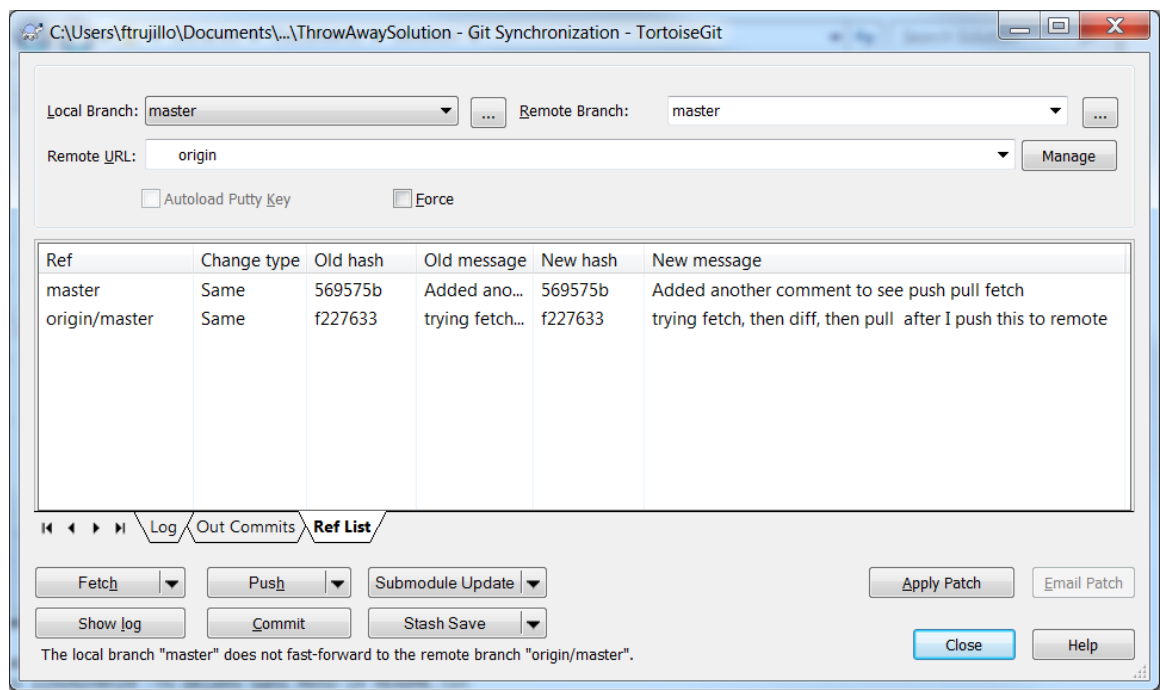 C:\Users\ftrujillo\Documents\...\ThrowAwaySolution - Git Synchronization - TortoiseGit
Local Branch: master ... Remote Branch: master ...
Remote URL: origin Manage
Autoload Putty Key Force
Ref Change type Old hash Old message New hash New message
master Same 569575b Added ano... 569575b Added another comment to see push pull fetch
origin/master Same f227633 trying fetch... f227633 trying fetch, then diff, then pull after I push this to remote
Log Out Commits Ref List
Fetch Push Submodule Update Apply Patch Email Patch
Show log Commit Stash Save
Close Help
The local branch "master" does not fast-forward to the remote branch "origin/master".